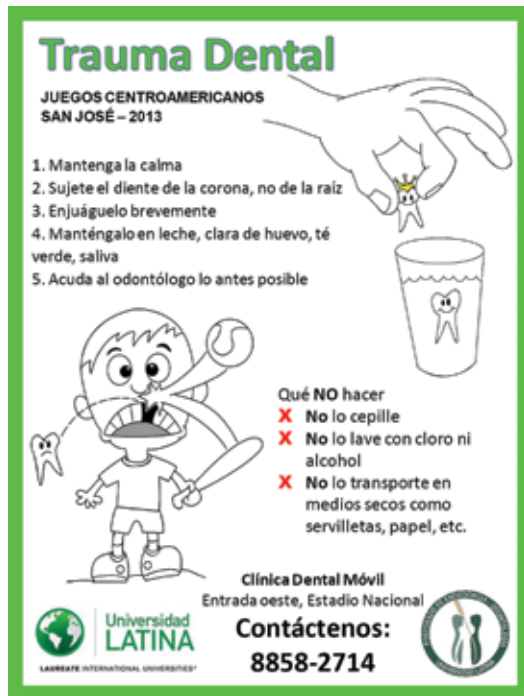 Trauma Dental
JUEGOS CENTROAMERICANOS
SAN JOSÉ – 2013
1. Mantenga la calma
2. Sujete el diente de la corona, no de la raíz
3. Enjuáguelo brevemente
4. Manténgalo en leche, clara de huevo, té
verde, saliva
5. Acuda al odontólogo lo antes posible
Qué NO hacer
X No lo cepille
X No lo lave con cloro ni
alcohol
X No lo transporte en
medios secos como
servilletas, papel, etc.
Clínica Dental Móvil
Entrada oeste, Estadio Nacional
Contáctenos:
8858-2714
Universidad
LATINA
LAUREATE INTERNATIONAL UNIVERSITIES®